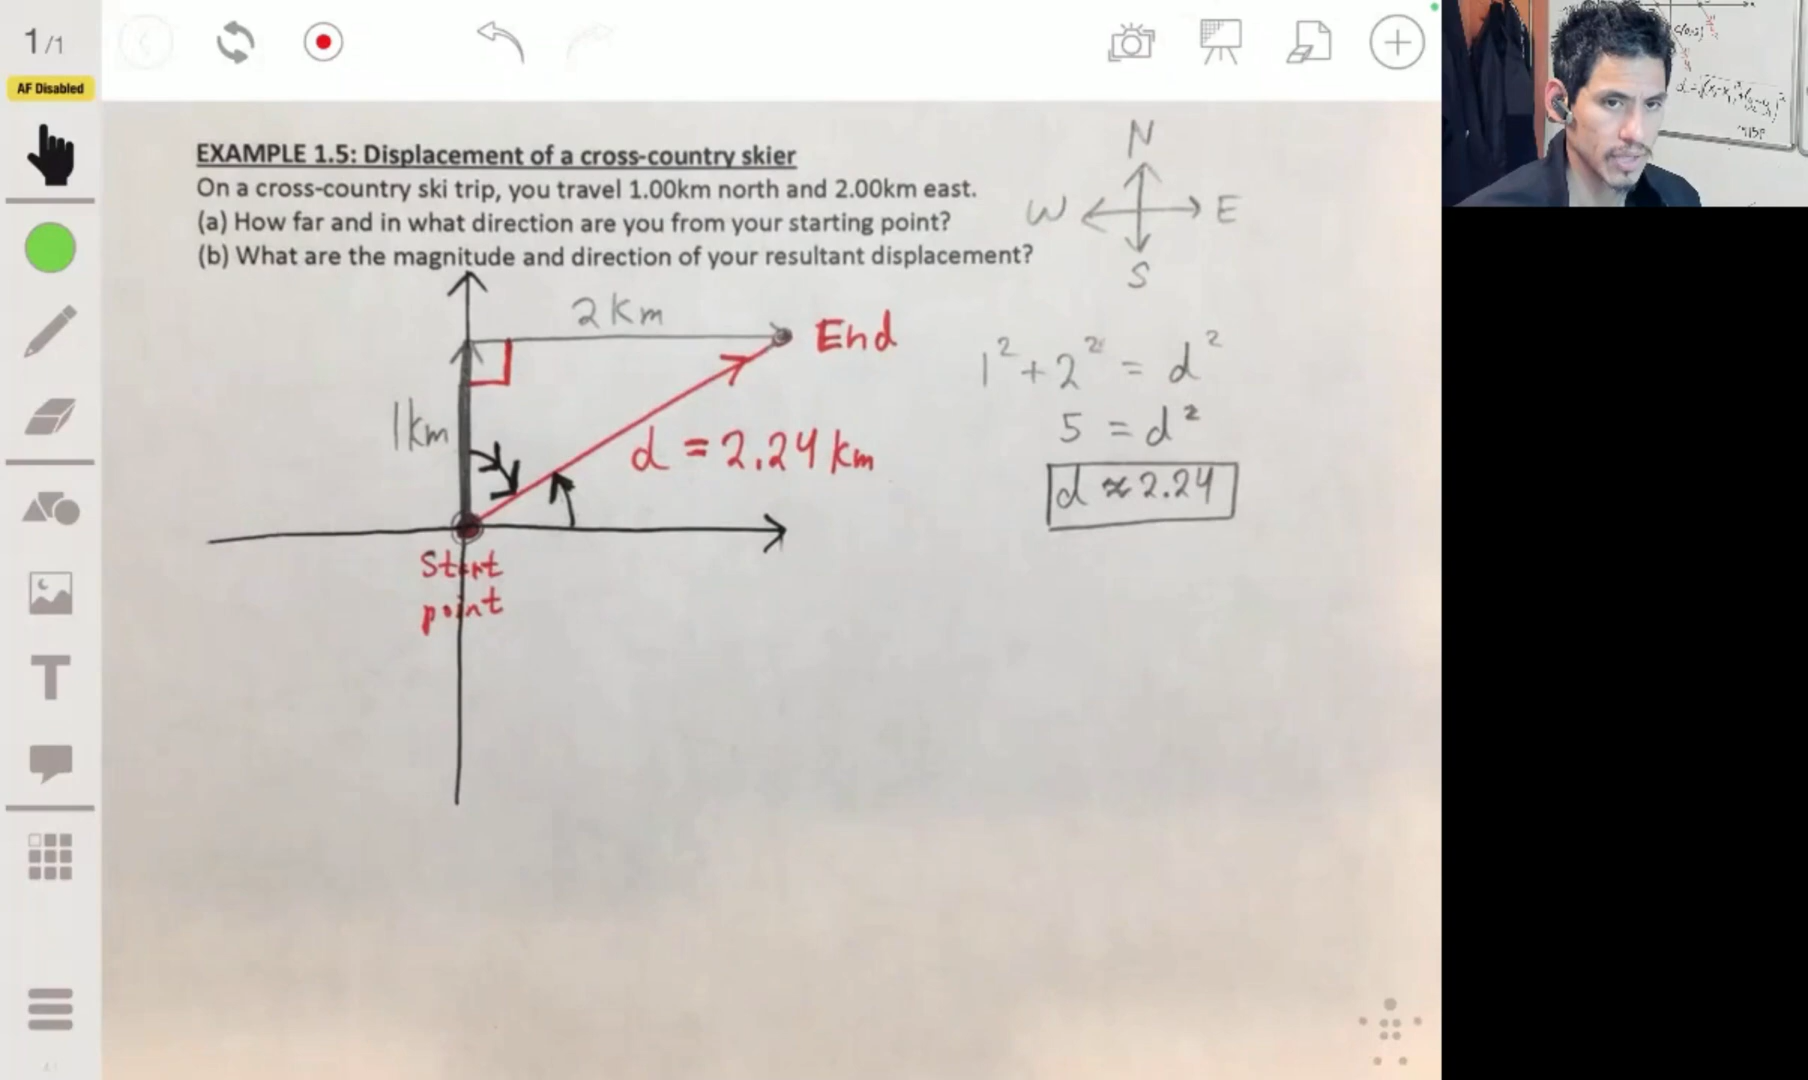 1/1
AF Disabled
EXAMPLE 1.5: Displacement of a cross-country skier
On a cross-country ski trip, you travel 1.00km north and 2.00km east.
(a) How far and in what direction are you from your starting point?
(b) What are the magnitude and direction of your resultant displacement?
N
W
E
S
2 km
End
1 km
d = 2.24 km
Start
point
1² + 2² = d²
5 = d²
d ≈ 2.24
T